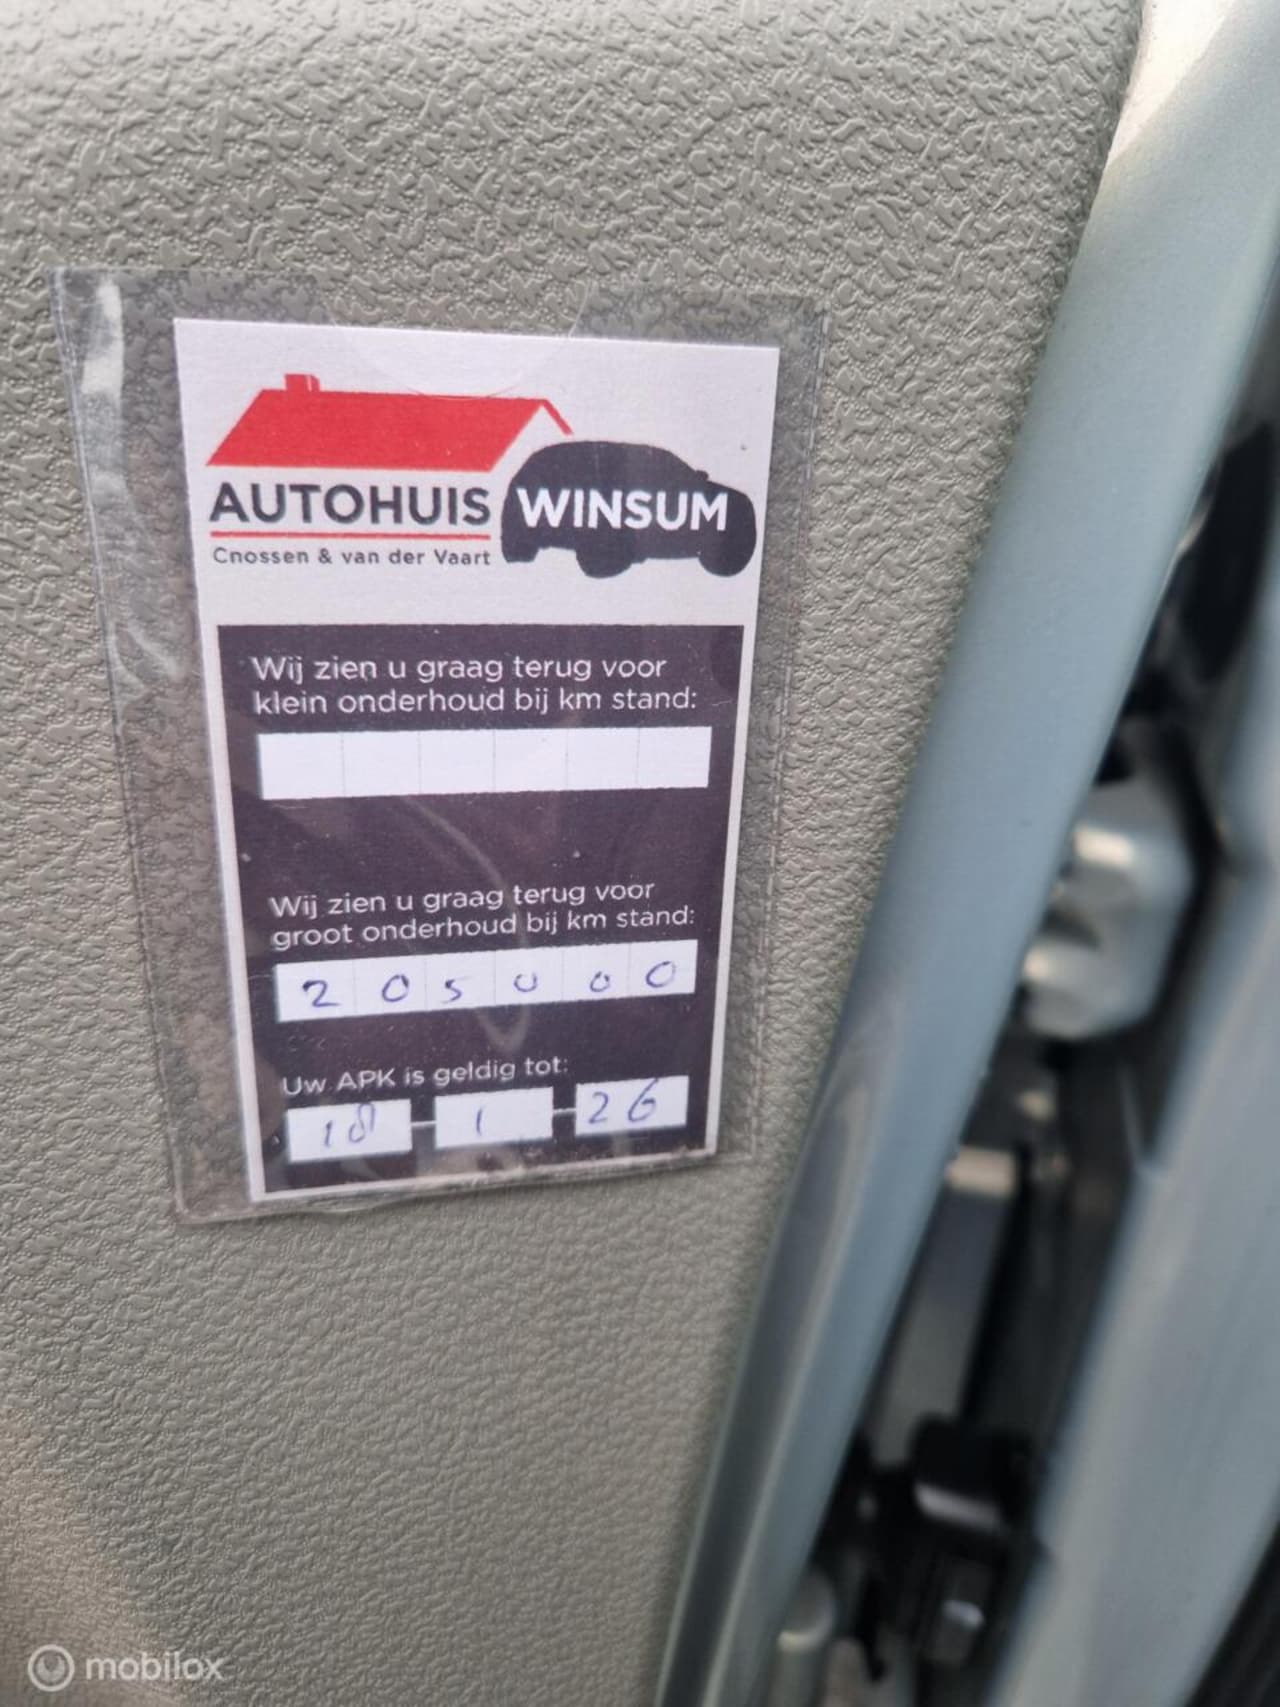 AUTOHUIS WINSUM
Cnossen & van der Vaart
Wij zien u graag terug voor
klein onderhoud bij km stand:
Wij zien u graag terug voor
groot onderhoud bij km stand:
205000
Uw APK is geldig tot:
18 - 1 - 26
mobilox